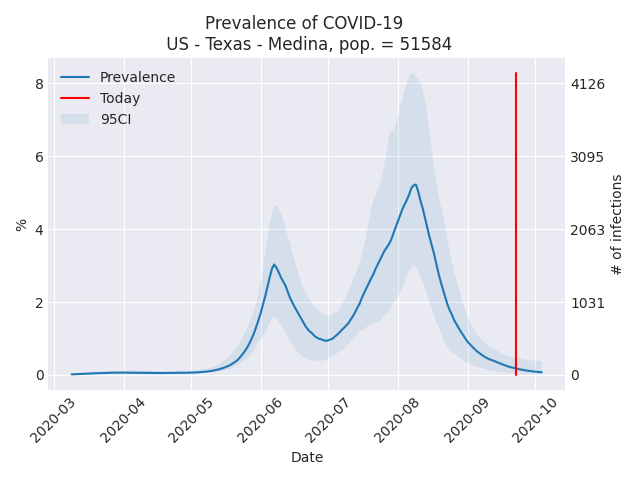 Prevalence of COVID-19
US - Texas - Medina, pop. = 51584
Prevalence
Today
95CI
8
6
4
2
0
%
4126
3095
2063
1031
0
# of infections
2020-03
2020-04
2020-05
2020-06
2020-07
2020-08
2020-09
2020-10
Date